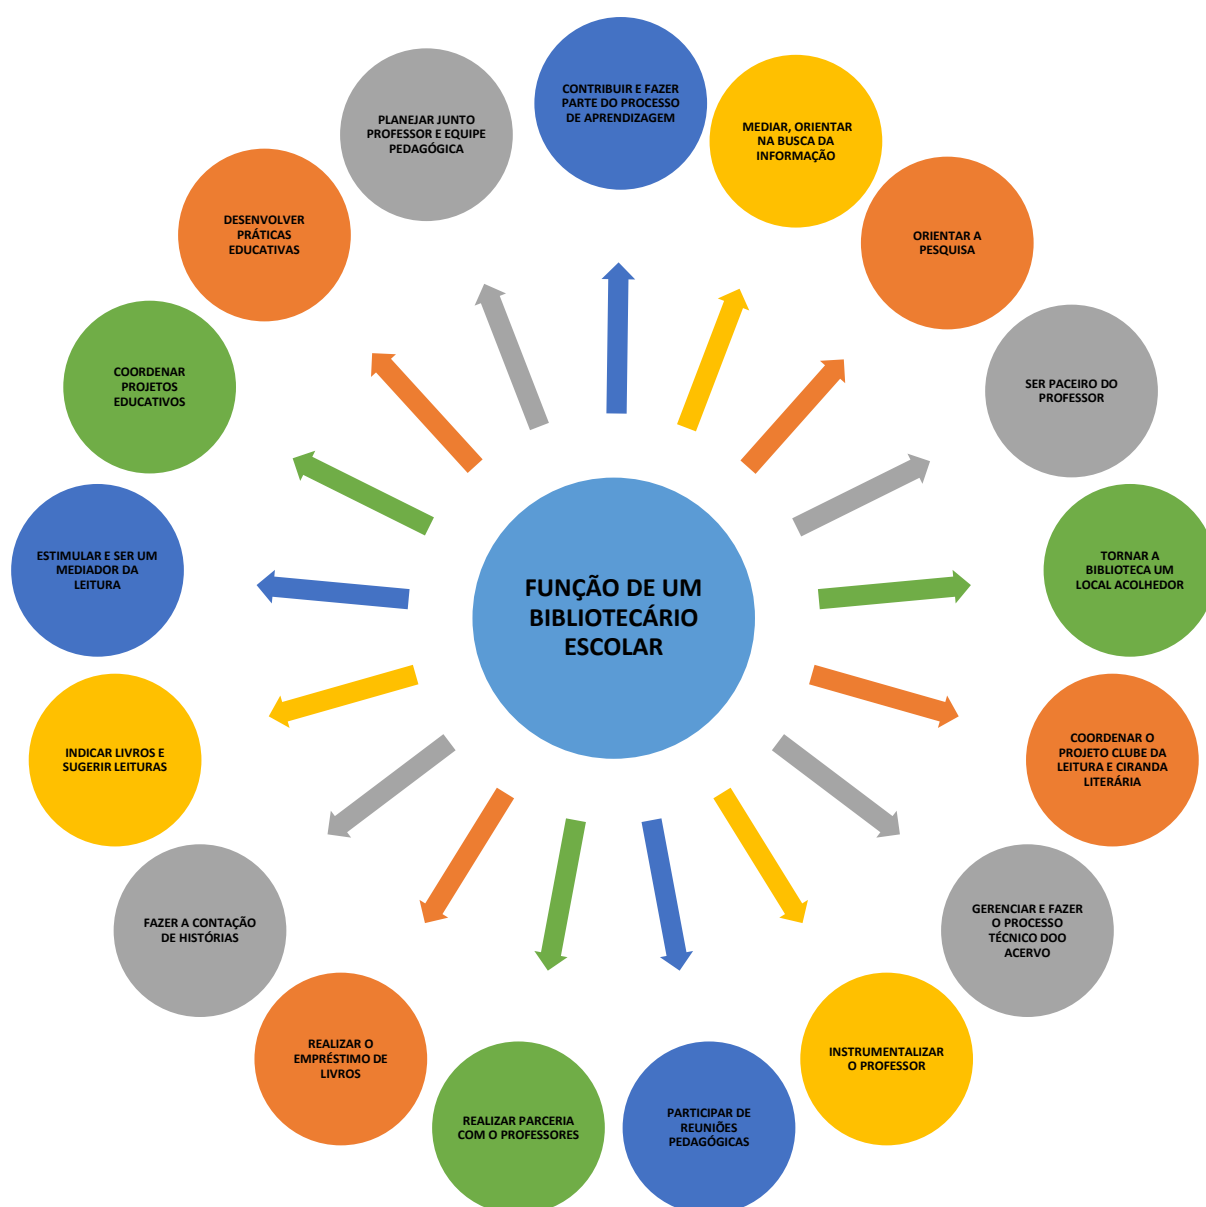 CONTRIBUIR E FAZER
PARTE DO PROCESSO
DE APRENDIZAGEM
MEDIAR, ORIENTAR
NA BUSCA DA
INFORMAÇÃO
ORIENTAR A
PESQUISA
SER PACEIRO DO
PROFESSOR
TORNAR A
BIBLIOTECA UM
LOCAL ACOLHEDOR
COORDENAR O
PROJETO CLUBE DA
LEITURA E CIRANDA
LITERÁRIA
GERENCIAR E FAZER
O PROCESSO
TÉCNICO DOO
ACERVO
INSTRUMENTALIZAR
O PROFESSOR
PARTICIPAR DE
REUNIÕES
PEDAGÓGICAS
REALIZAR PARCERIA
COM O PROFESSORES
REALIZAR O
EMPRÉSTIMO DE
LIVROS
FAZER A CONTAÇÃO
DE HISTÓRIAS
INDICAR LIVROS E
SUGERIR LEITURAS
ESTIMULAR E SER UM
MEDIADOR DA
LEITURA
COORDENAR
PROJETOS
EDUCATIVOS
DESENVOLVER
PRÁTICAS
EDUCATIVAS
PLANEJAR JUNTO
PROFESSOR E EQUIPE
PEDAGÓGICA
FUNÇÃO DE UM
BIBLIOTECÁRIO
ESCOLAR